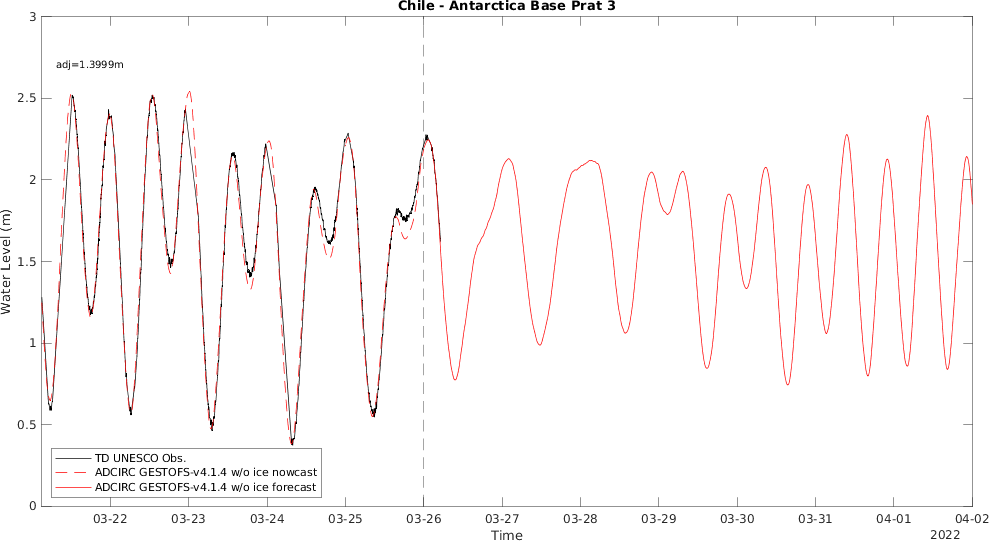 Chile - Antarctica Base Prat 3
adj=1.3999m
3
2.5
2
1.5
1
0.5
0
Water Level (m)
TD UNESCO Obs.
ADCIRC GESTOFS-v4.1.4 w/o ice nowcast
ADCIRC GESTOFS-v4.1.4 w/o ice forecast
03-22 03-23 03-24 03-25 03-26 03-27 03-28 03-29 03-30 03-31 04-01 04-02
Time
2022